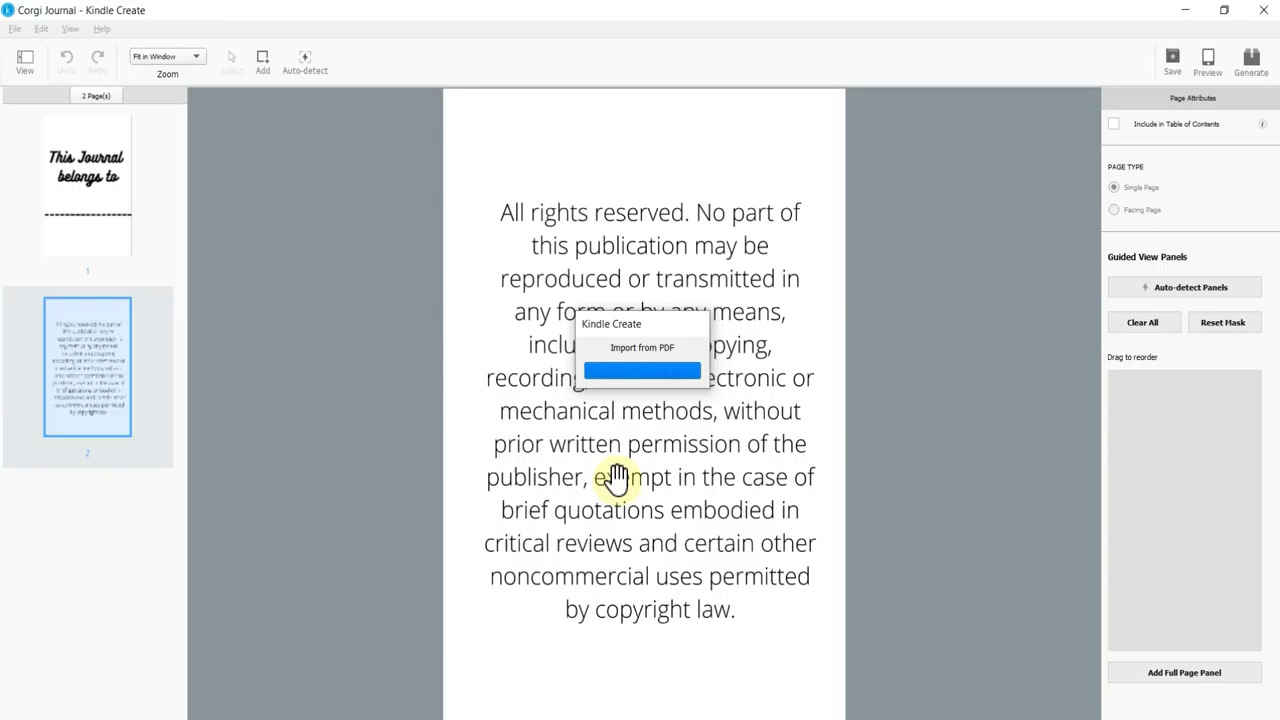 Corgi Journal - Kindle Create
File Edit View Help
View Undo Redo Fit in Window Zoom Select Add Auto-detect Save Preview Generate
2 Page(s)
This Journal
belongs to
1
2
All rights reserved. No part of
this publication may be
reproduced or transmitted in
any form or by any means,
recording,
mechanical methods, without
prior written permission of the
publisher, exempt in the case of
brief quotations embodied in
critical reviews and certain other
noncommercial uses permitted
by copyright law.
Kindle Create
Import from PDF
Page Attributes
Include in Table of Contents i
PAGE TYPE
Single Page
Facing Page
Guided View Panels
Auto-detect Panels
Clear All Reset Mask
Drag to reorder
Add Full Page Panel